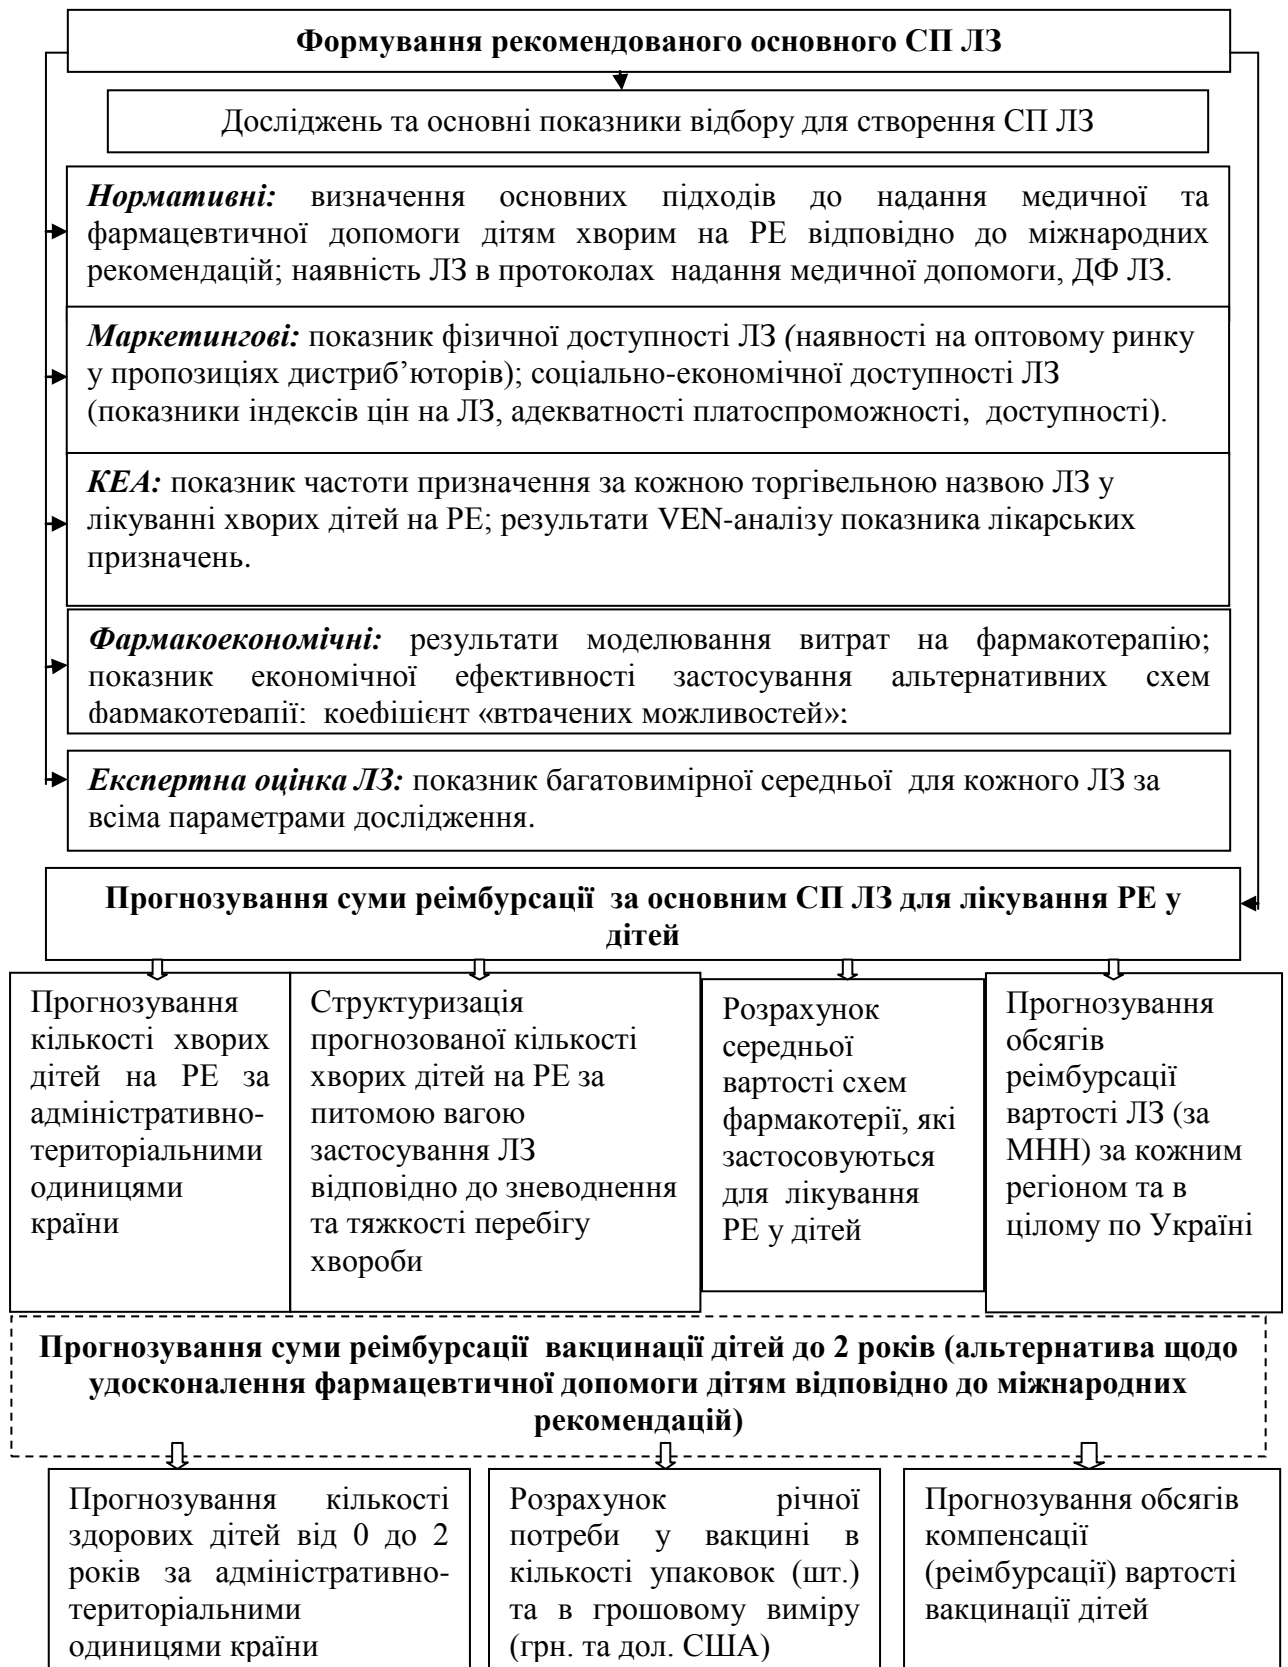 Формування рекомендованого основного СП ЛЗ
Досліджень та основні показники відбору для створення СП ЛЗ
Нормативні: визначення основних підходів до надання медичної та
фармацевтичної допомоги дітям хворим на РЕ відповідно до міжнародних
рекомендацій; наявність ЛЗ в протоколах надання медичної допомоги, ДФ ЛЗ.
Маркетингові: показник фізичної доступності ЛЗ (наявності на оптовому ринку
у пропозиціях дистриб’юторів); соціально-економічної доступності ЛЗ
(показники індексів цін на ЛЗ, адекватності платоспроможності, доступності).
КЕА: показник частоти призначення за кожною торгівельною назвою ЛЗ у
лікуванні хворих дітей на РЕ; результати VEN-аналізу показника лікарських
призначень.
Фармакоекономічні: результати моделювання витрат на фармакотерапію;
показник економічної ефективності застосування альтернативних схем
фармакотерапії; коефіцієнт «втрачених можливостей»;
Експертна оцінка ЛЗ: показник багатовимірної середньої для кожного ЛЗ за
всіма параметрами дослідження.
Прогнозування суми реімбурсації за основним СП ЛЗ для лікування РЕ у
дітей
Прогнозування
кількості хворих
дітей на РЕ за
адміністративно-
територіальними
одиницями
країни
Структуризація
прогнозованої кількості
хворих дітей на РЕ за
питомою вагою
застосування ЛЗ
відповідно до зневоднення
та тяжкості перебігу
хвороби
Розрахунок
середньої
вартості схем
фармакотерії, які
застосовуються
для лікування
РЕ у дітей
Прогнозування
обсягів
реімбурсації
вартості ЛЗ (за
МНН) за кожним
регіоном та в
цілому по Україні
Прогнозування суми реімбурсації вакцинації дітей до 2 років (альтернатива щодо
удосконалення фармацевтичної допомоги дітям відповідно до міжнародних
рекомендацій)
Прогнозування кількості
здорових дітей від 0 до 2
років за адміністративно-
територіальними
одиницями країни
Розрахунок річної
потреби у вакцині в
кількості упаковок (шт.)
та в грошовому виміру
(грн. та дол. США)
Прогнозування обсягів
компенсації
(реімбурсації) вартості
вакцинації дітей